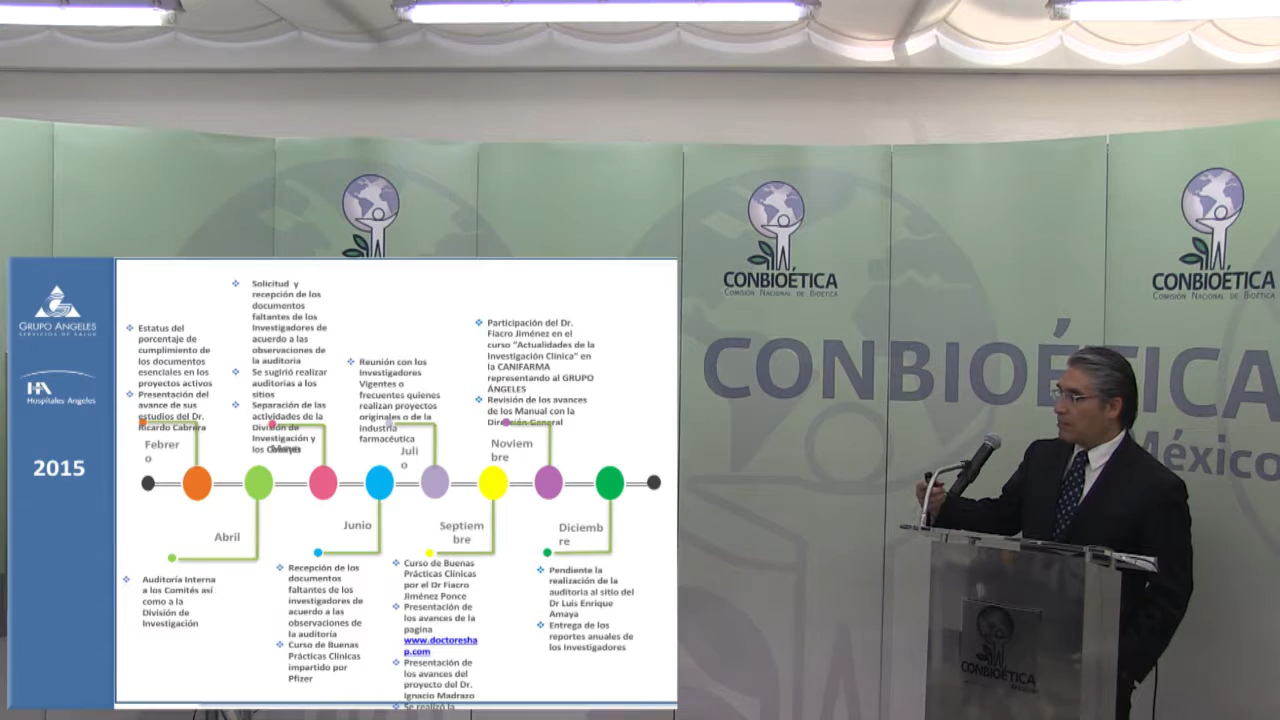 CONBIOÉTICA
COMISIÓN NACIONAL DE BIOÉTICA
CONBIOÉTICA
COMISIÓN NACIONAL DE BIOÉTICA
CONBIOÉTICA
México
CONBIOÉTICA
GRUPO ANGELES
SERVICIOS DE SALUD
HA
Hospitales Angeles
2015
Estatus del
porcentaje de
cumplimiento de
los documentos
esenciales en los
proyectos activos
Presentación del
avance de sus
estudios del Dr.
Ricardo Cabrera
Febrer
o
Solicitud y
recepción de los
documentos
faltantes de los
Investigadores de
acuerdo a las
observaciones de
la auditoria
Se sugirió realizar
auditorias a los
sitios
Separación de las
actividades de la
División de
Investigación y
los
Reunión con los
Investigadores
Vigentes o
frecuentes quienes
realizan proyectos
originales o de la
industria
farmacéutica
Juli
o
Participación del Dr.
Fiacro Jiménez en el
curso "Actualidades de la
Investigación Clínica" en
la CANIFARMA
representando al GRUPO
ÁNGELES
Revisión de los avances
de los Manual con la
Dirección General
Noviem
bre
Abril
Auditoría Interna
a los Comités así
como a la
División de
Investigación
Junio
Recepción de los
documentos
faltantes de los
investigadores de
acuerdo a las
observaciones de
la auditoría
Curso de Buenas
Prácticas Clínicas
impartido por
Pfizer
Septiem
bre
Curso de Buenas
Prácticas Clínicas
por el Dr Fiacro
Jiménez Ponce
Presentación de
los avances de la
pagina
www.doctoresha
p.com
Presentación de
los avances del
proyecto del Dr.
Ignacio Madrazo
Se realizó la
Diciemb
re
Pendiente la
realización de la
auditoria al sitio del
Dr Luis Enrique
Amaya
Entrega de los
reportes anuales de
los Investigadores